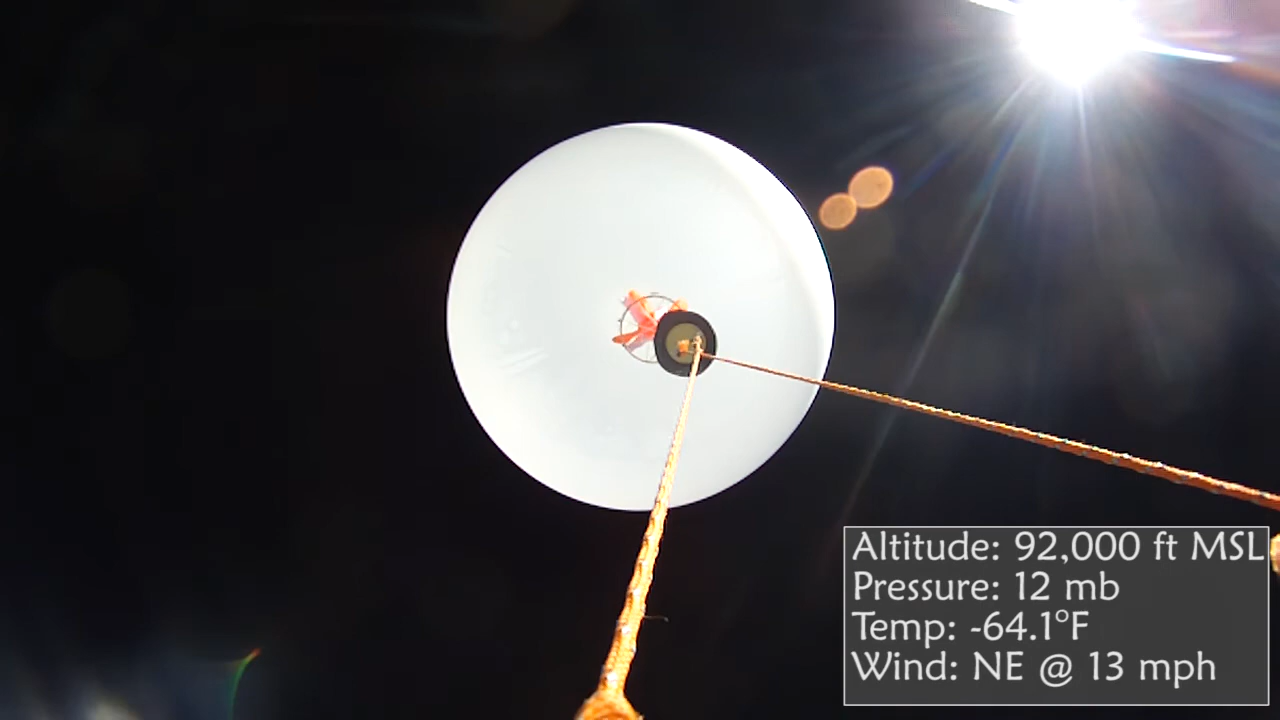 Altitude: 92,000 ft MSL
Pressure: 12 mb
Temp: -64.1°F
Wind: NE @ 13 mph